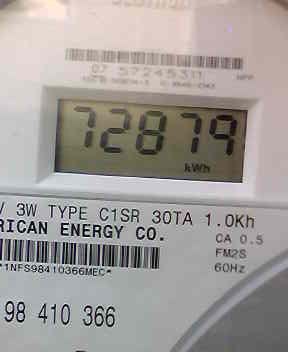 07 57245311
72879
kWh
V 3W TYPE C1SR 30TA 1.0Kh
RICAN ENERGY CO.
CA 0.5
FM2S
60Hz
*1NFS98410366MEC*
98 410 366